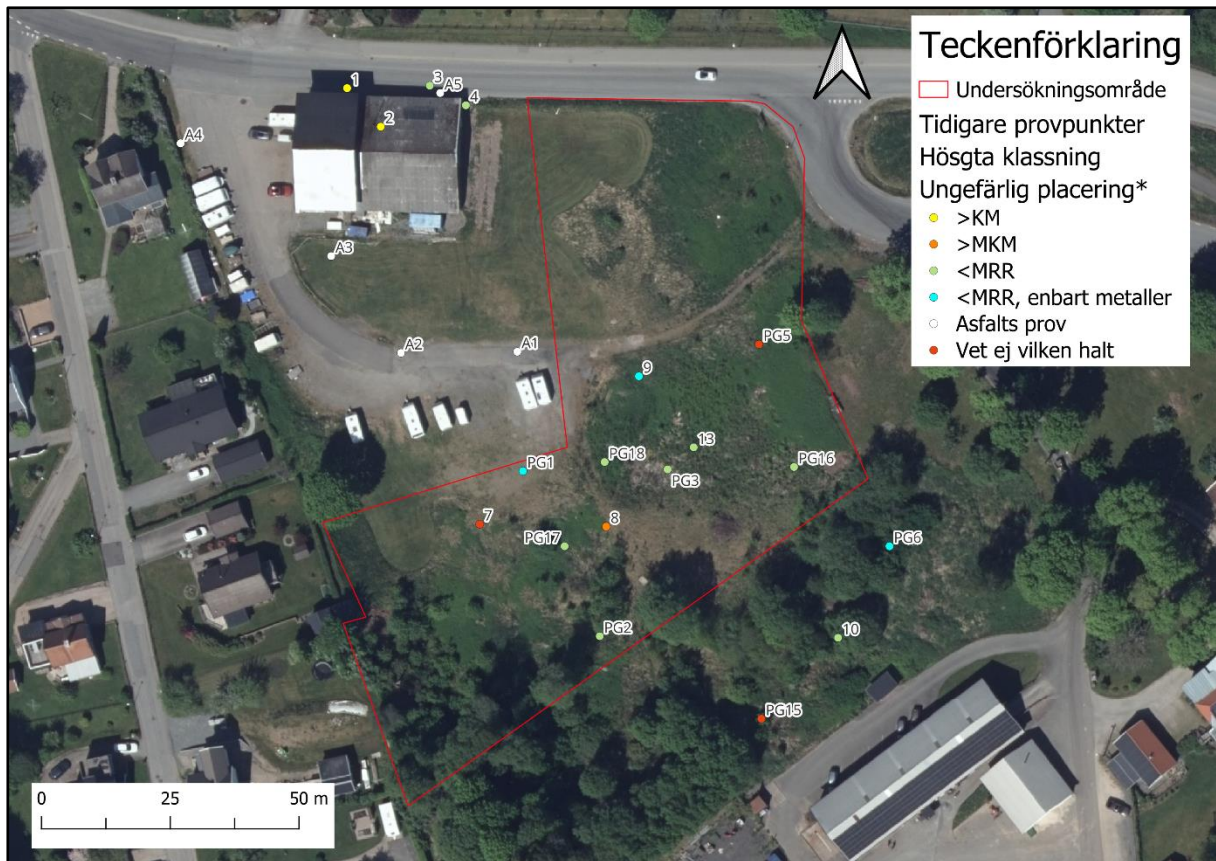 Teckenförklaring
Undersökningsområde
Tidigare provpunkter
Hösgta klassning
Ungefärlig placering*
>KM
>MKM
<MRR
<MRR, enbart metaller
Asfalts prov
Vet ej vilken halt
1
3
A5
4
2
A4
A3
A2
A1
PG5
9
13
PG18
PG3
PG16
PG1
7
8
PG17
PG6
PG2
10
PG15
0 25 50 m